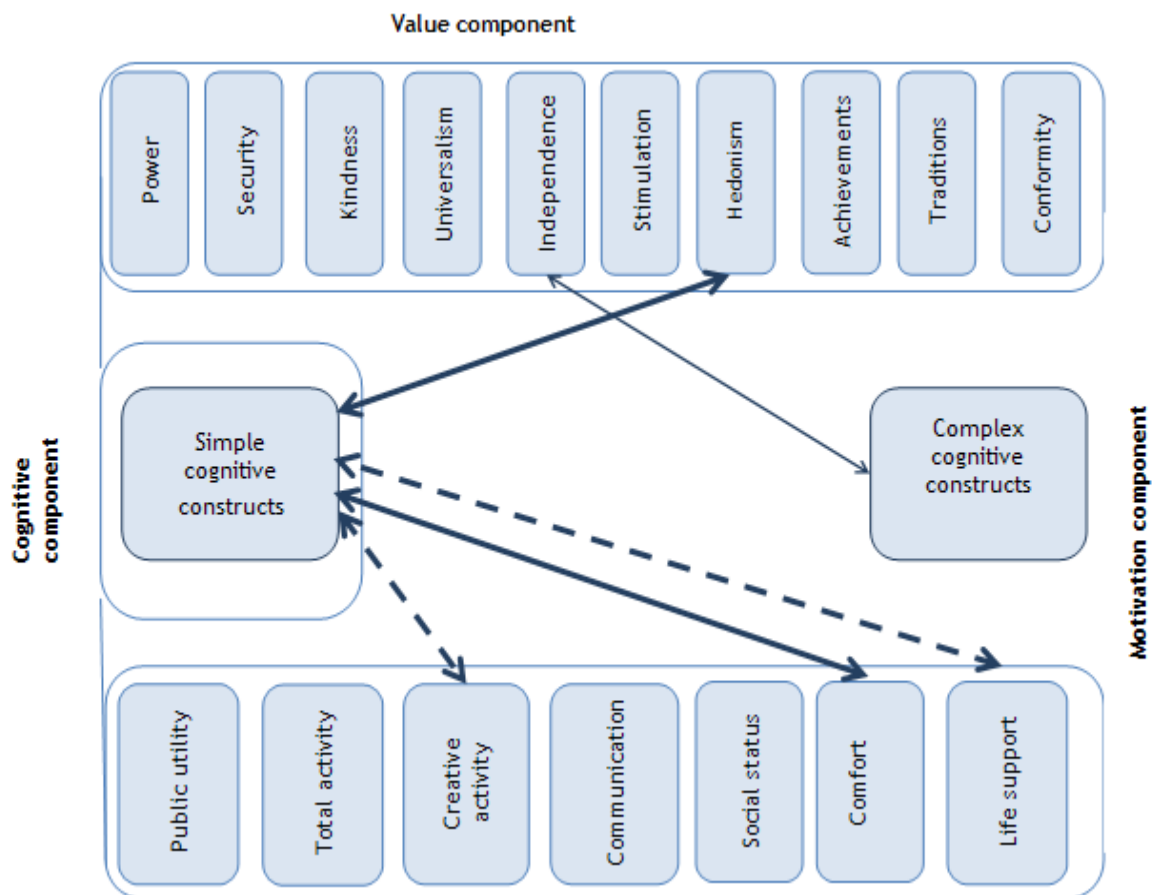 Value component
Power
Security
Kindness
Universalism
Independence
Stimulation
Hedonism
Achievements
Traditions
Conformity
Cognitive
component
Simple
cognitive
constructs
Complex
cognitive
constructs
Motivation component
Public utility
Total activity
Creative
activity
Communication
Social status
Comfort
Life support